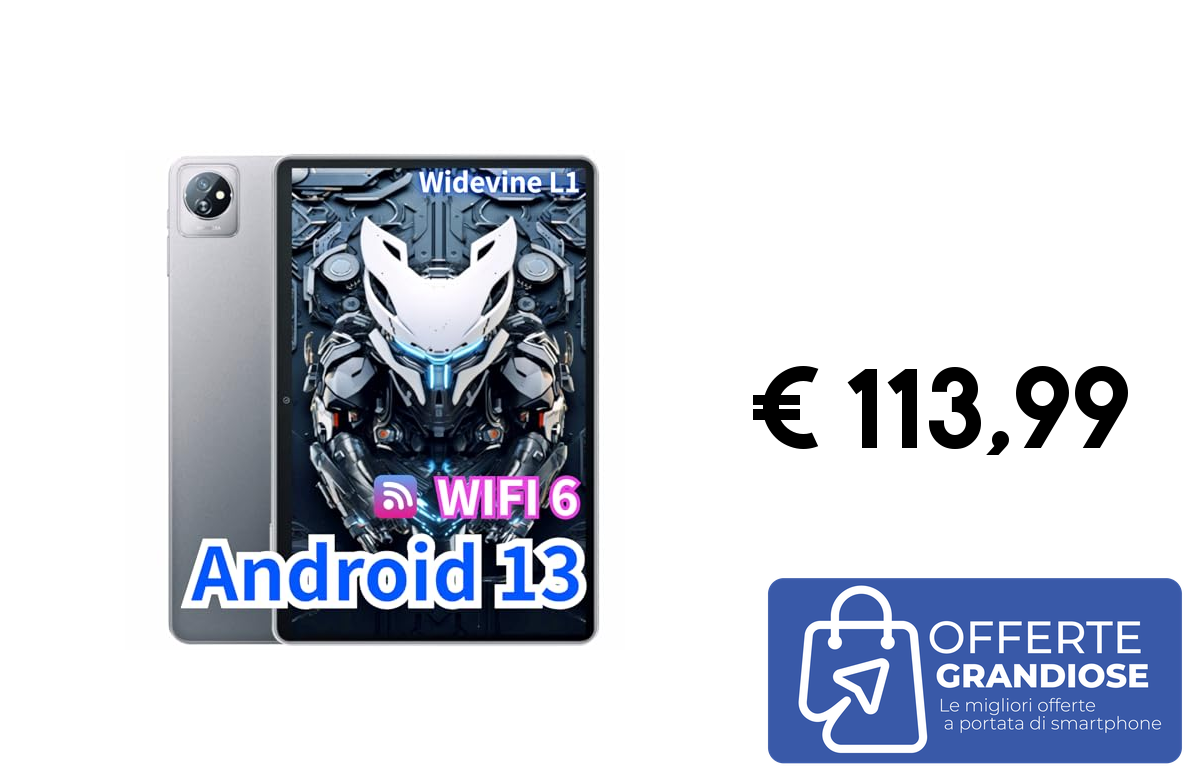 Widevine L1
WIFI 6
Android 13
€ 113,99
OFFERTE
GRANDIOSE
Le migliori offerte
a portata di smartphone